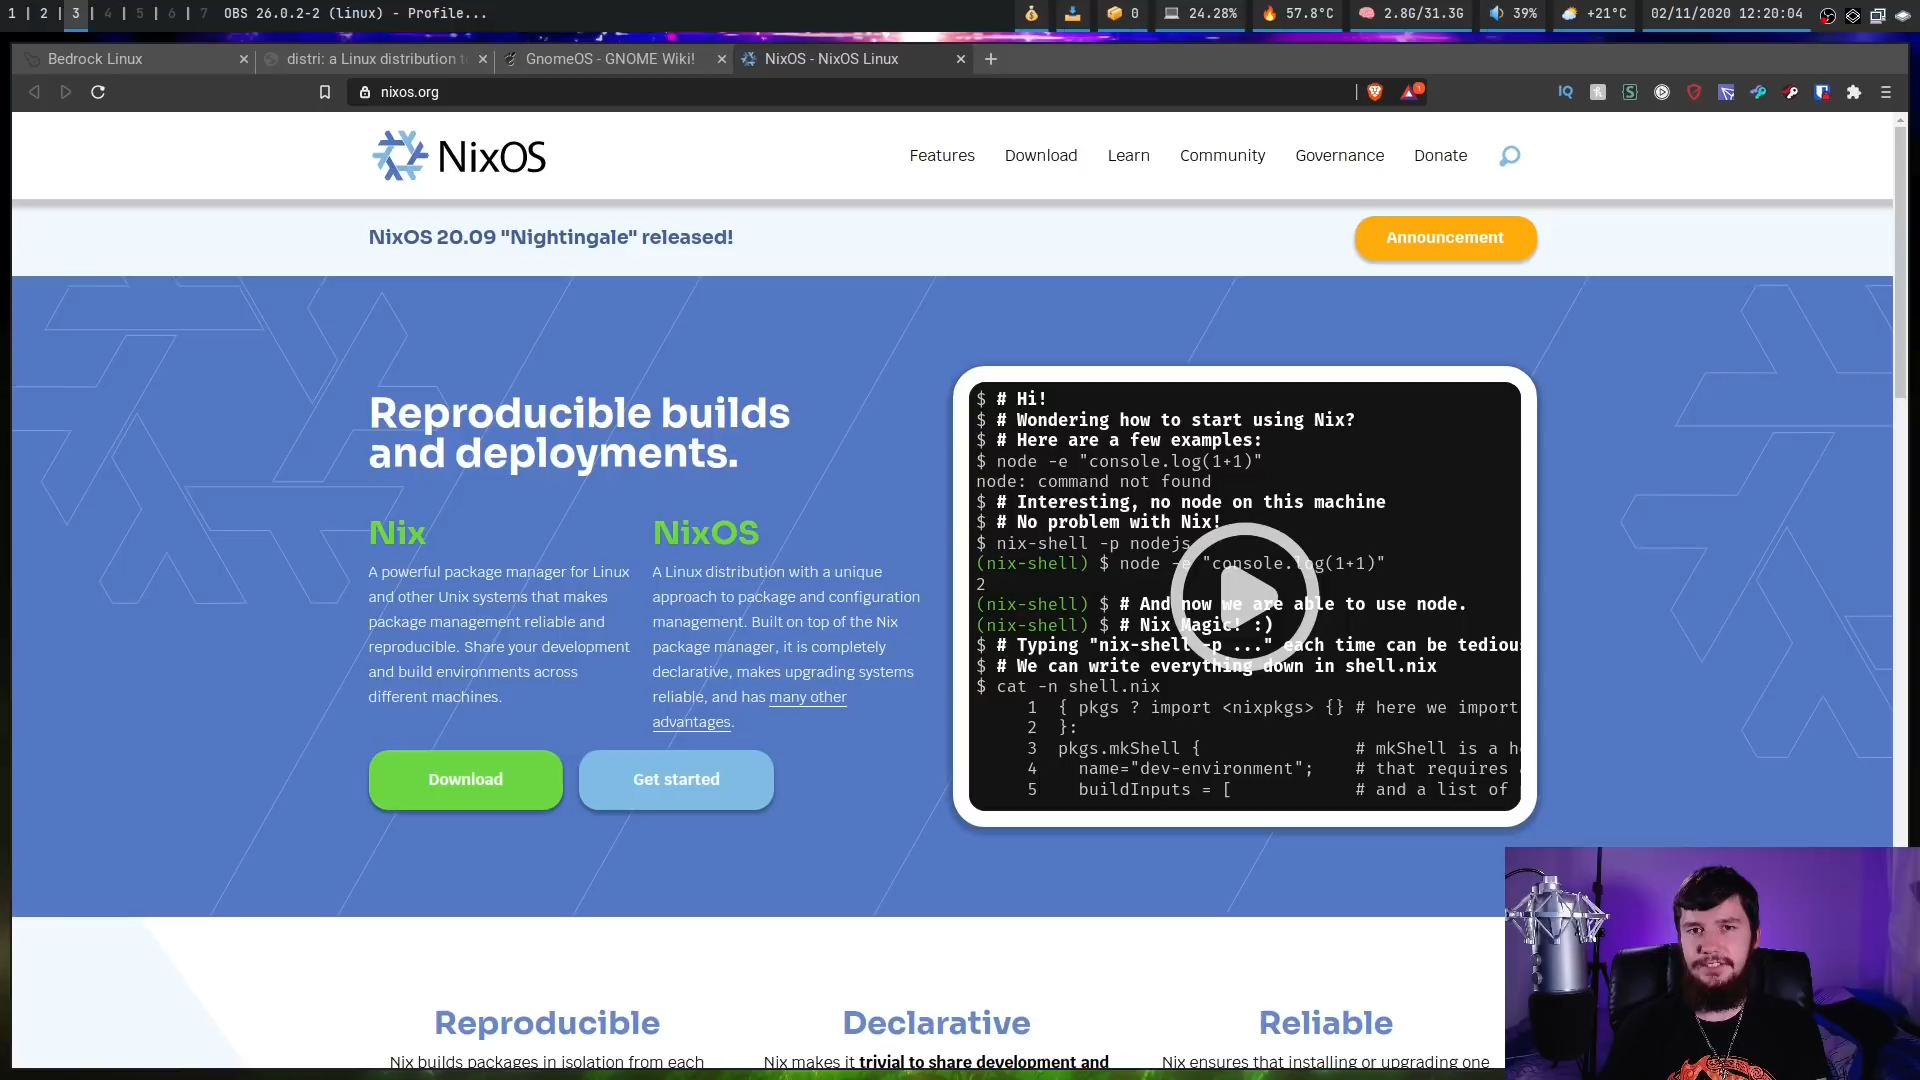 1 | 2 | 3 | 4 | 5 | 6 | 7 OBS 26.0.2-2 (linux) - Profile...
0 24.28% 57.8°C 2.8G/31.3G 39% +21°C 02/11/2020 12:20:04
Bedrock Linux
distri: a Linux distribution t
GnomeOS - GNOME Wiki!
NixOS - NixOS Linux
nixos.org
1
IQ
NixOS
Features
Download
Learn
Community
Governance
Donate
NixOS 20.09 "Nightingale" released!
Announcement
Reproducible builds
and deployments.
Nix
A powerful package manager for Linux
and other Unix systems that makes
package management reliable and
reproducible. Share your development
and build environments across
different machines.
NixOS
A Linux distribution with a unique
approach to package and configuration
management. Built on top of the Nix
package manager, it is completely
declarative, makes upgrading systems
reliable, and has many other
advantages.
Download
Get started
$ # Hi!
$ # Wondering how to start using Nix?
$ # Here are a few examples:
$ node -e "console.log(1+1)"
node: command not found
$ # Interesting, no node on this machine
$ # No problem with Nix!
$ nix-shell -p nodejs
(nix-shell) $ node -e "console.log(1+1)"
2
(nix-shell) $ # And now we are able to use node.
(nix-shell) $ # Nix Magic! :)
$ # Typing "nix-shell -p ..." each time can be tediou
$ # We can write everything down in shell.nix
$ cat -n shell.nix
1 { pkgs ? import <nixpkgs> {} # here we import
2 }:
3 pkgs.mkShell { # mkShell is a h
4 name="dev-environment"; # that requires
5 buildInputs = [ # and a list of
Reproducible
Nix builds packages in isolation from each
Declarative
Nix makes it trivial to share development and
Reliable
Nix ensures that installing or upgrading one